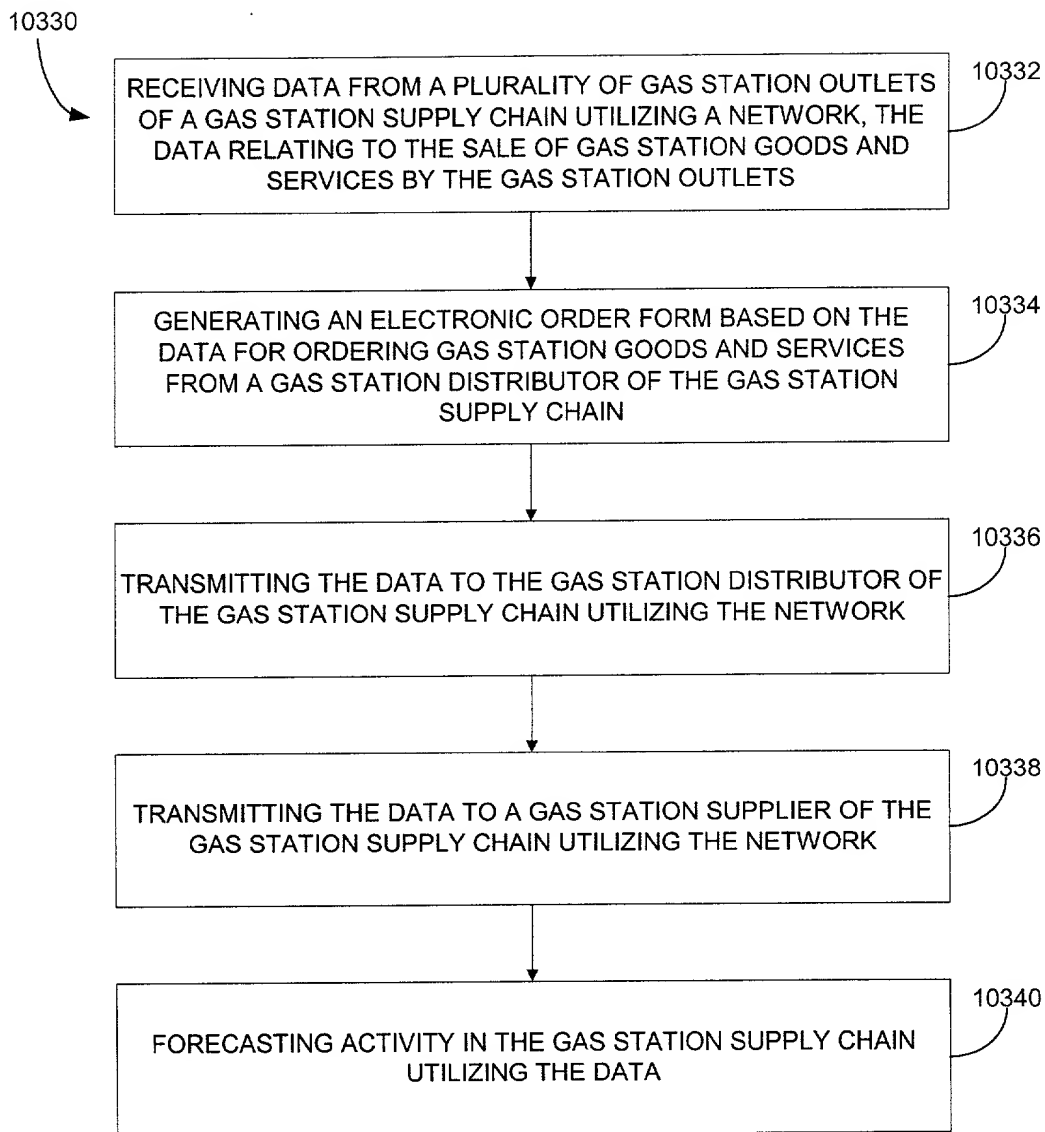 10330
RECEIVING DATA FROM A PLURALITY OF GAS STATION OUTLETS
OF A GAS STATION SUPPLY CHAIN UTILIZING A NETWORK, THE
DATA RELATING TO THE SALE OF GAS STATION GOODS AND
SERVICES BY THE GAS STATION OUTLETS
10332
GENERATING AN ELECTRONIC ORDER FORM BASED ON THE
DATA FOR ORDERING GAS STATION GOODS AND SERVICES
FROM A GAS STATION DISTRIBUTOR OF THE GAS STATION
SUPPLY CHAIN
10334
TRANSMITTING THE DATA TO THE GAS STATION DISTRIBUTOR OF
THE GAS STATION SUPPLY CHAIN UTILIZING THE NETWORK
10336
TRANSMITTING THE DATA TO A GAS STATION SUPPLIER OF THE
GAS STATION SUPPLY CHAIN UTILIZING THE NETWORK
10338
FORECASTING ACTIVITY IN THE GAS STATION SUPPLY CHAIN
UTILIZING THE DATA
10340